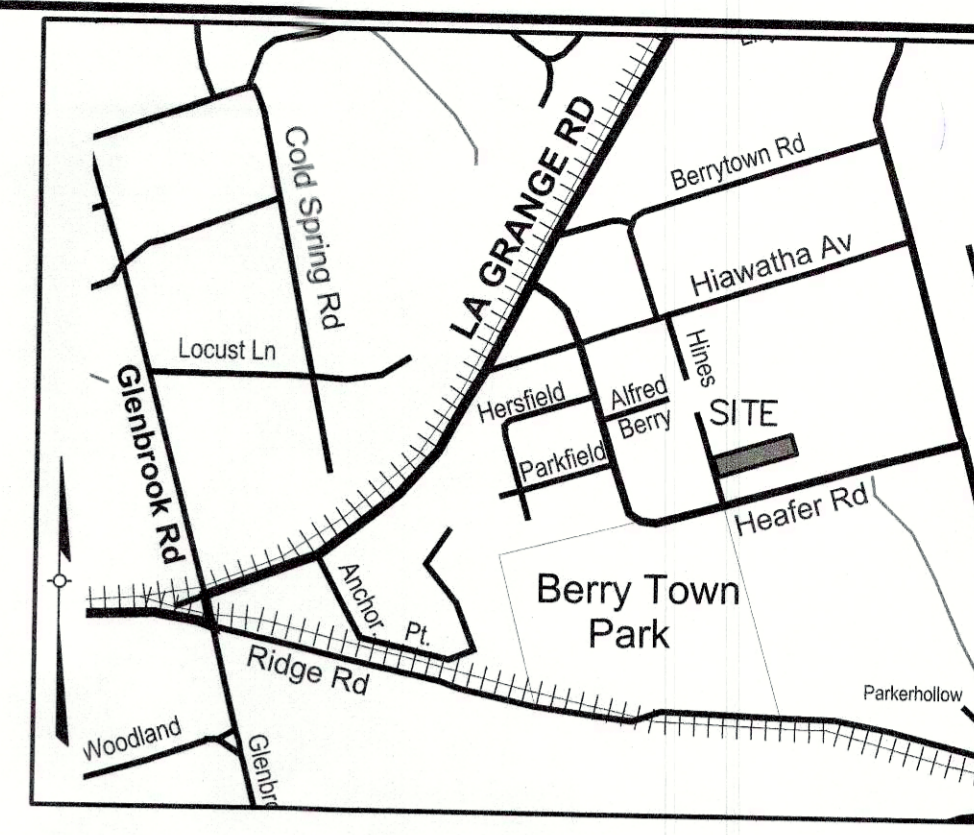 Berrytown Rd
Cold Spring Rd
LA GRANGE RD
Hiawatha Av
Locust Ln
Hines
Glenbrook Rd
Hersfield
Alfred
Berry
SITE
Parkfield
Heafer Rd
Anchor
Pt.
Berry Town
Park
Ridge Rd
Parkerhollow
Woodland